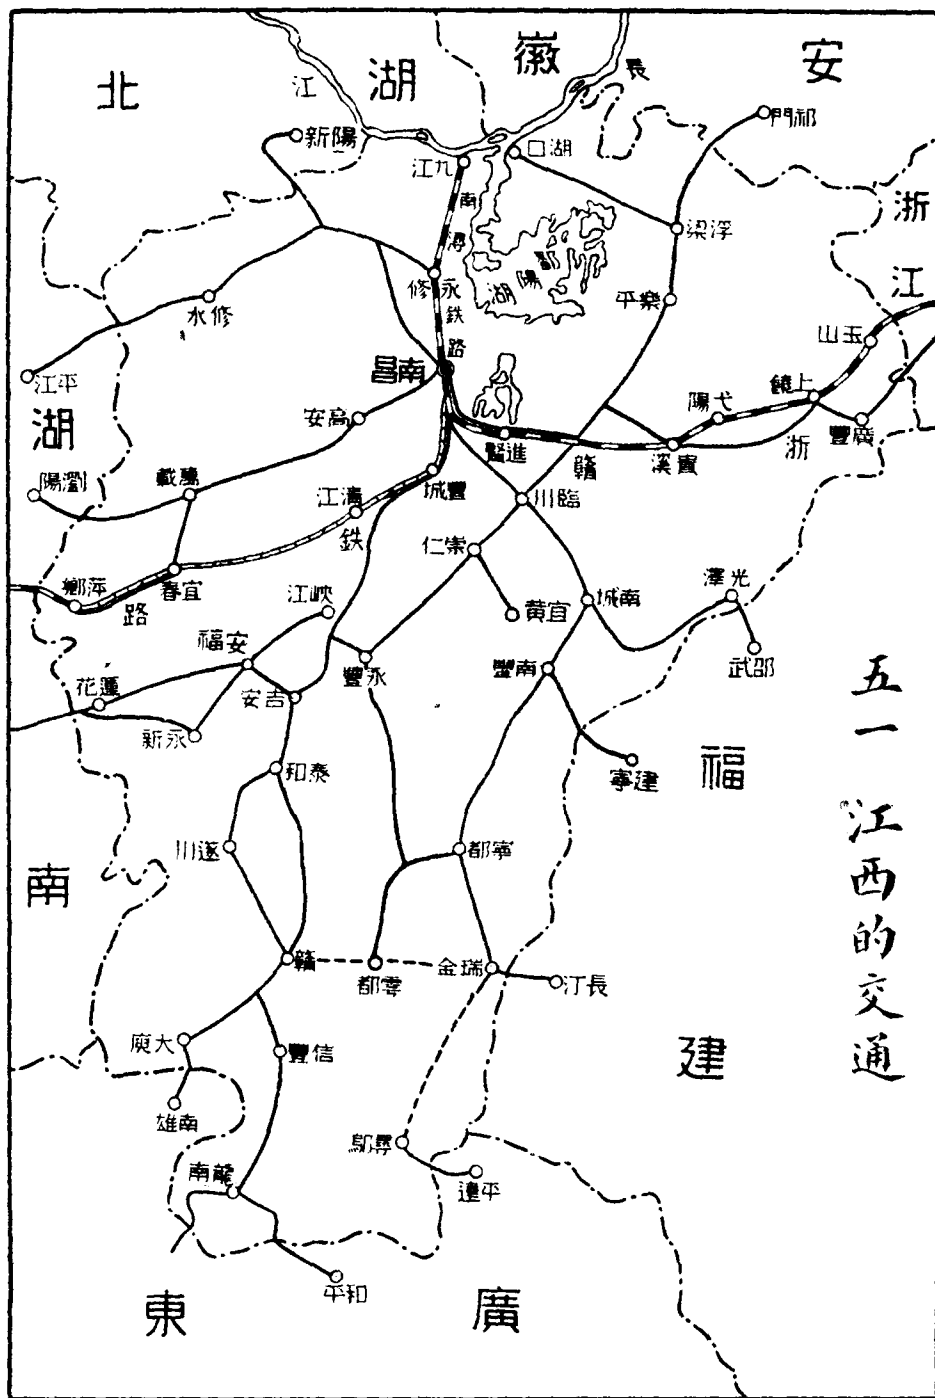 五一 江西的交通
安徽
湖北
浙江
湖南
福建
廣東
長江
鄱陽湖
南潯鉄路
浙贛鉄路
祁門
陽新
九江
湖口
浮梁
樂平
永修
修水
平江
南昌
玉山
上饒
弋陽
廣豐
貴溪
進賢
高安
瀏陽
萬載
豐城
清江
臨川
崇仁
宜黄
宜春
萍鄉
峽江
南城
光澤
邵武
安福
永豐
南豐
蓮花
吉安
永新
建寧
泰和
遂川
寧都
贛
雩都
瑞金
長汀
大庾
信豐
南雄
尋鄔
平遠
龍南
和平